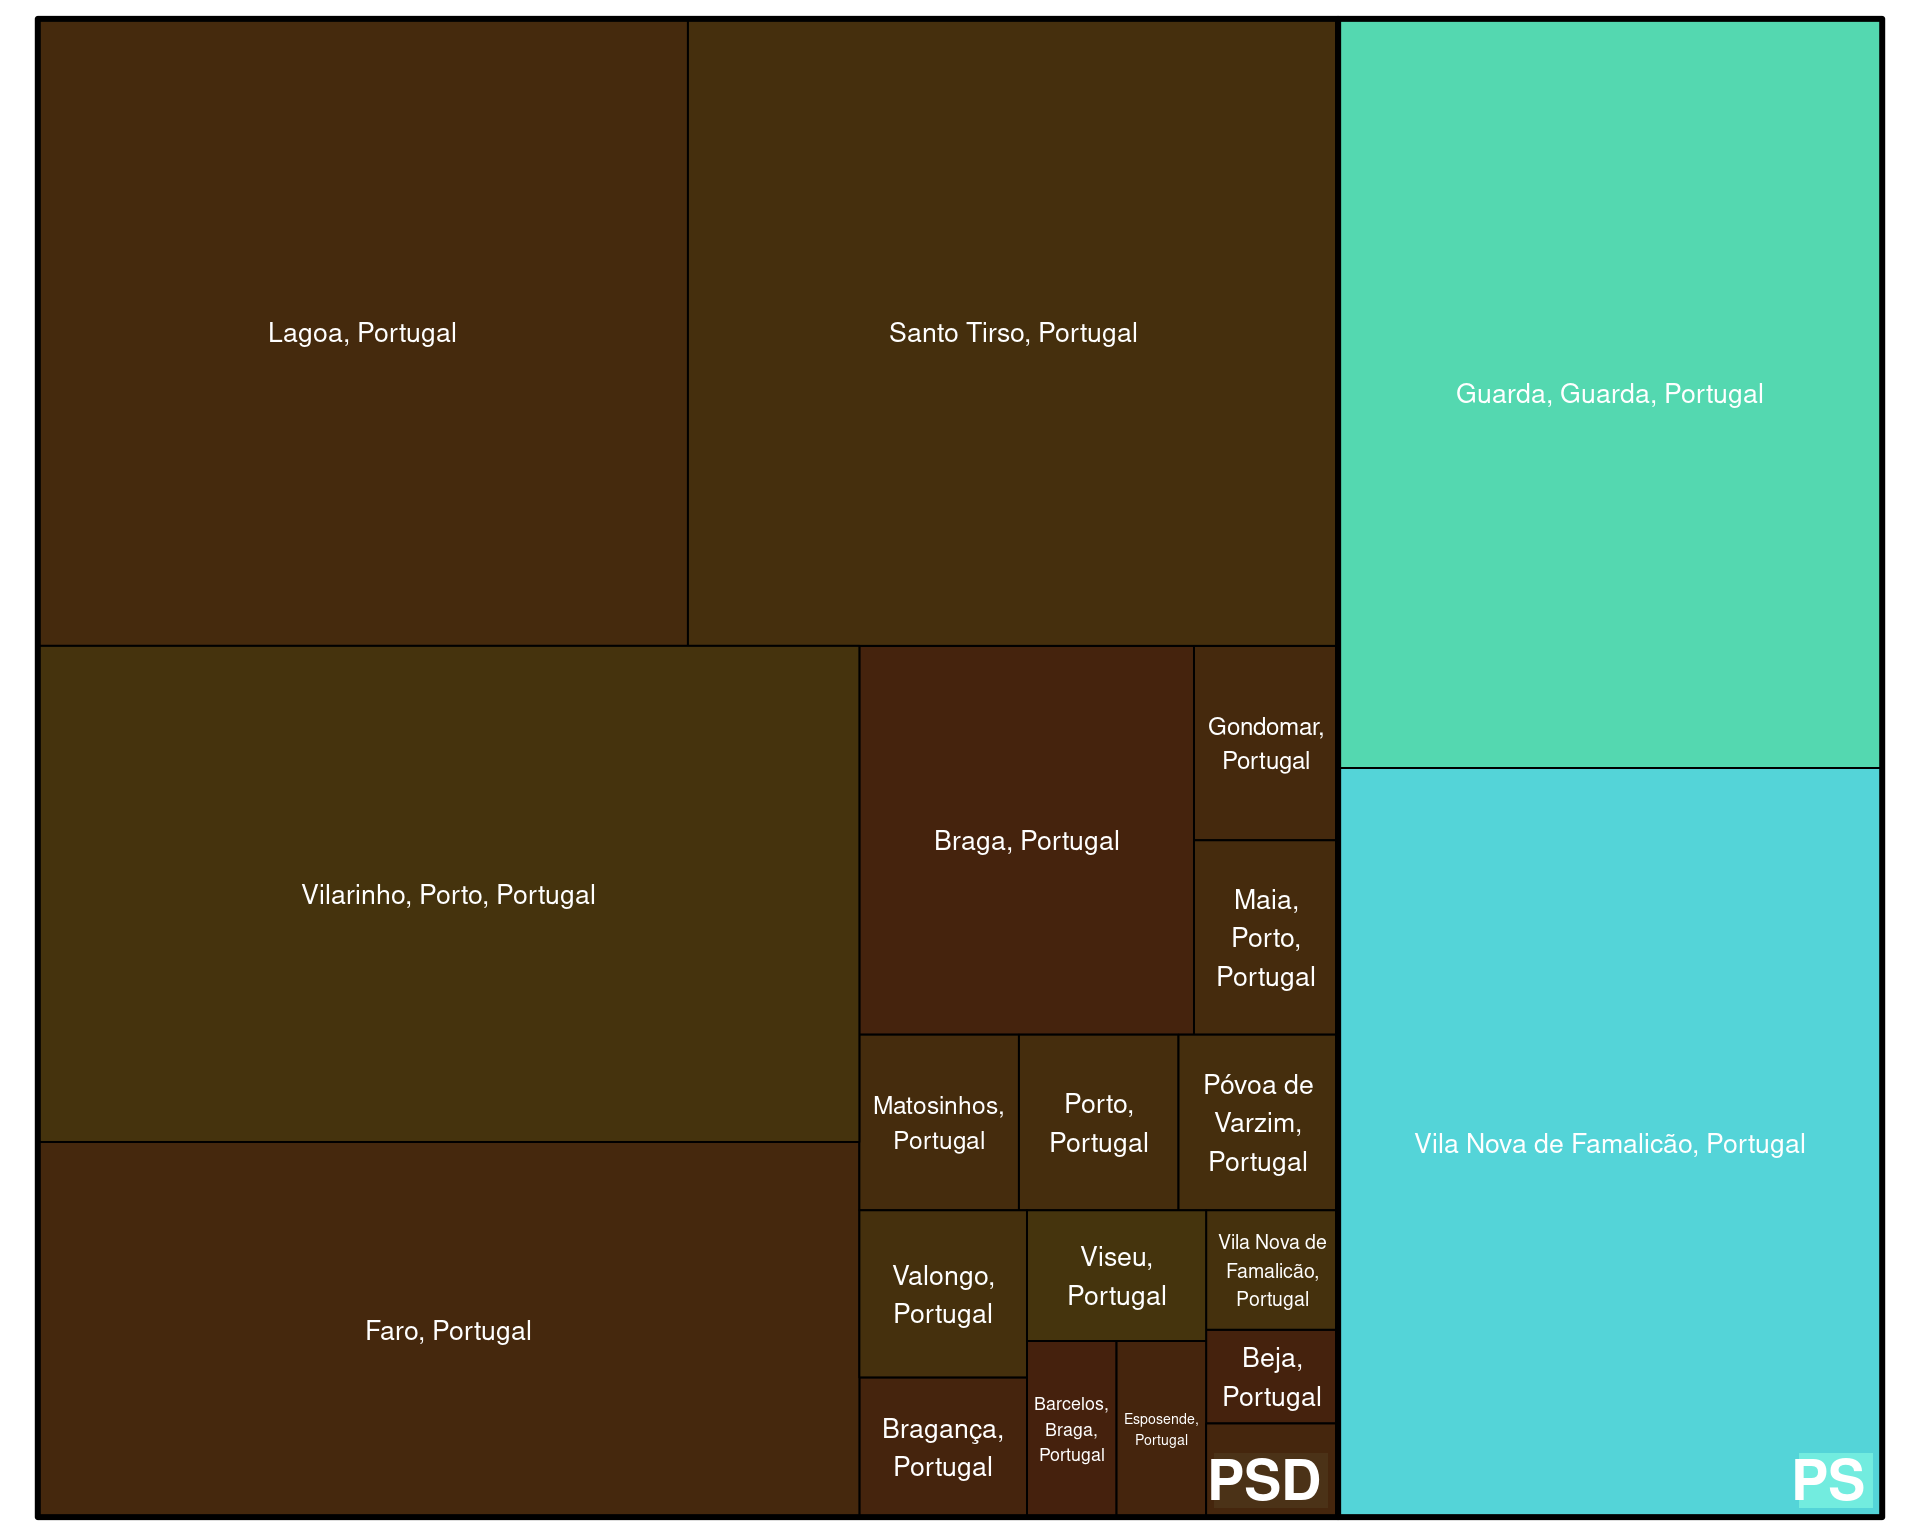 Lagoa, Portugal
Santo Tirso, Portugal
Guarda, Guarda, Portugal
Vilarinho, Porto, Portugal
Braga, Portugal
Gondomar,
Portugal
Maia,
Porto,
Portugal
Matosinhos,
Portugal
Porto,
Portugal
Póvoa de
Varzim,
Portugal
Vila Nova de Famalicão, Portugal
Faro, Portugal
Valongo,
Portugal
Viseu,
Portugal
Vila Nova de
Famalicão,
Portugal
Beja,
Portugal
Bragança,
Portugal
Barcelos,
Braga,
Portugal
Esposende,
Portugal
PSD
PS